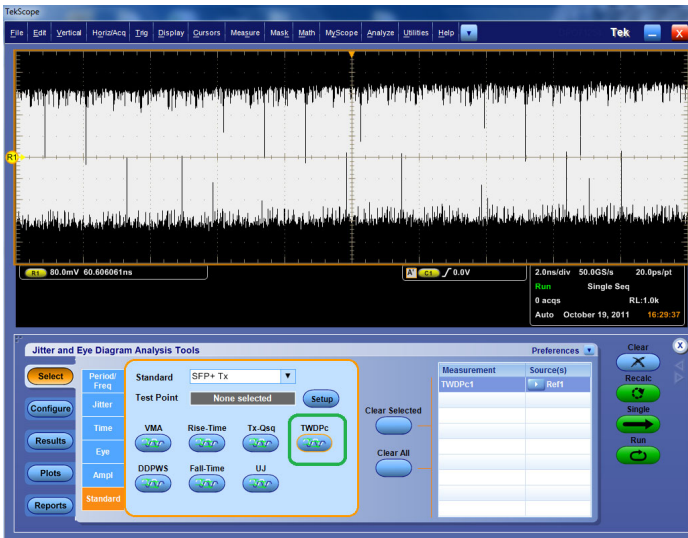 TekScope
File Edit Vertical Horiz/Acq Trig Display Cursors Measure Mask Math MyScope Analyze Utilities Help Tek X
R1
R1 80.0mV 60.606061ns
A' C1 0.0V
2.0ns/div 50.0GS/s 20.0ps/pt
Run Single Seq
0 acqs RL:1.0k
Auto October 19, 2011 16:29:37
Jitter and Eye Diagram Analysis Tools
Preferences
Clear
X
Select
Configure
Results
Plots
Reports
Period/
Freq
Jitter
Time
Eye
Ampl
Standard
Standard SFP+ Tx
Test Point None selected Setup
VMA Rise-Time Tx-Qsq TWDPc
DDPWS Fall-Time UJ
Clear Selected
Clear All
Measurement Source(s)
TWDPc1 Ref1
Recalc
Single
Run